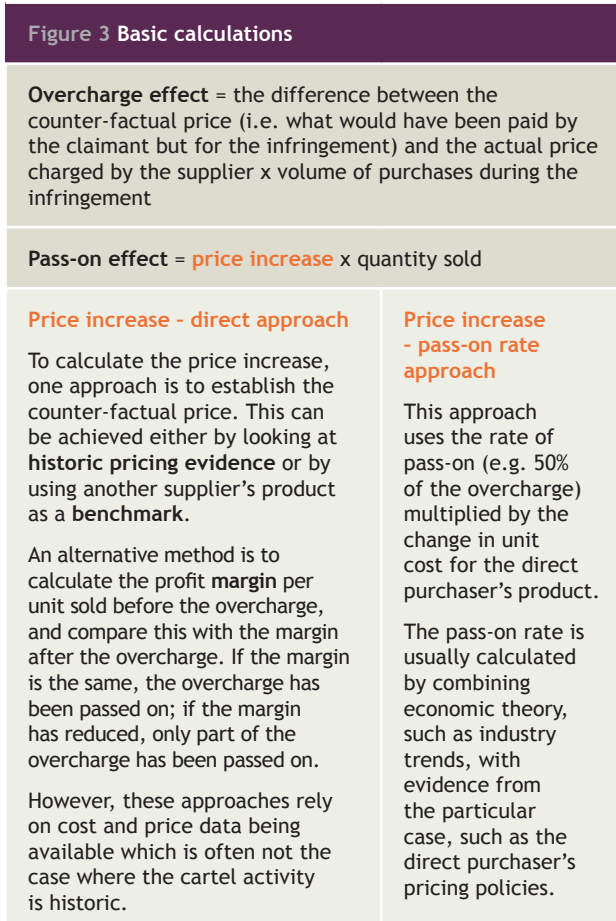 Figure 3 Basic calculations
Overcharge effect = the difference between the
counter-factual price (i.e. what would have been paid by
the claimant but for the infringement) and the actual price
charged by the supplier x volume of purchases during the
infringement
Pass-on effect = price increase x quantity sold
Price increase – direct approach
To calculate the price increase,
one approach is to establish the
counter-factual price. This can
be achieved either by looking at
historic pricing evidence or by
using another supplier’s product
as a benchmark.
An alternative method is to
calculate the profit margin per
unit sold before the overcharge,
and compare this with the margin
after the overcharge. If the margin
is the same, the overcharge has
been passed on; if the margin
has reduced, only part of the
overcharge has been passed on.
However, these approaches rely
on cost and price data being
available which is often not the
case where the cartel activity
is historic.
Price increase
– pass-on rate
approach
This approach
uses the rate of
pass-on (e.g. 50%
of the overcharge)
multiplied by the
change in unit
cost for the direct
purchaser’s product.
The pass-on rate is
usually calculated
by combining
economic theory,
such as industry
trends, with
evidence from
the particular
case, such as the
direct purchaser’s
pricing policies.